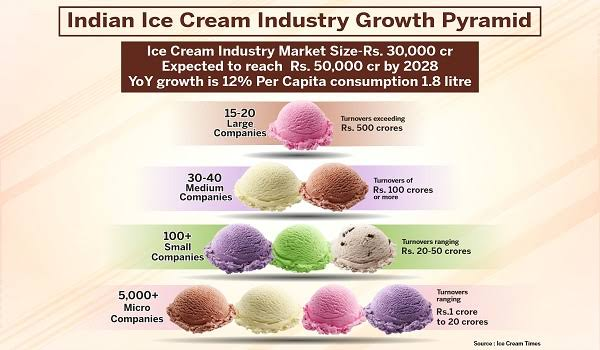 Indian Ice Cream Industry Growth Pyramid
Ice Cream Industry Market Size-Rs. 30,000 cr
Expected to reach Rs. 50,000 cr by 2028
YoY growth is 12% Per Capita consumption 1.8 litre
15-20
Large
Companies
Turnovers exceeding
Rs. 500 crores
30-40
Medium
Companies
Turnovers of
Rs. 100 crores
or more
100+
Small
Companies
Turnovers ranging
Rs. 20-50 crores
5,000+
Micro
Companies
Turnovers
ranging
Rs.1 crore
to 20 crores
Source : Ice Cream Times